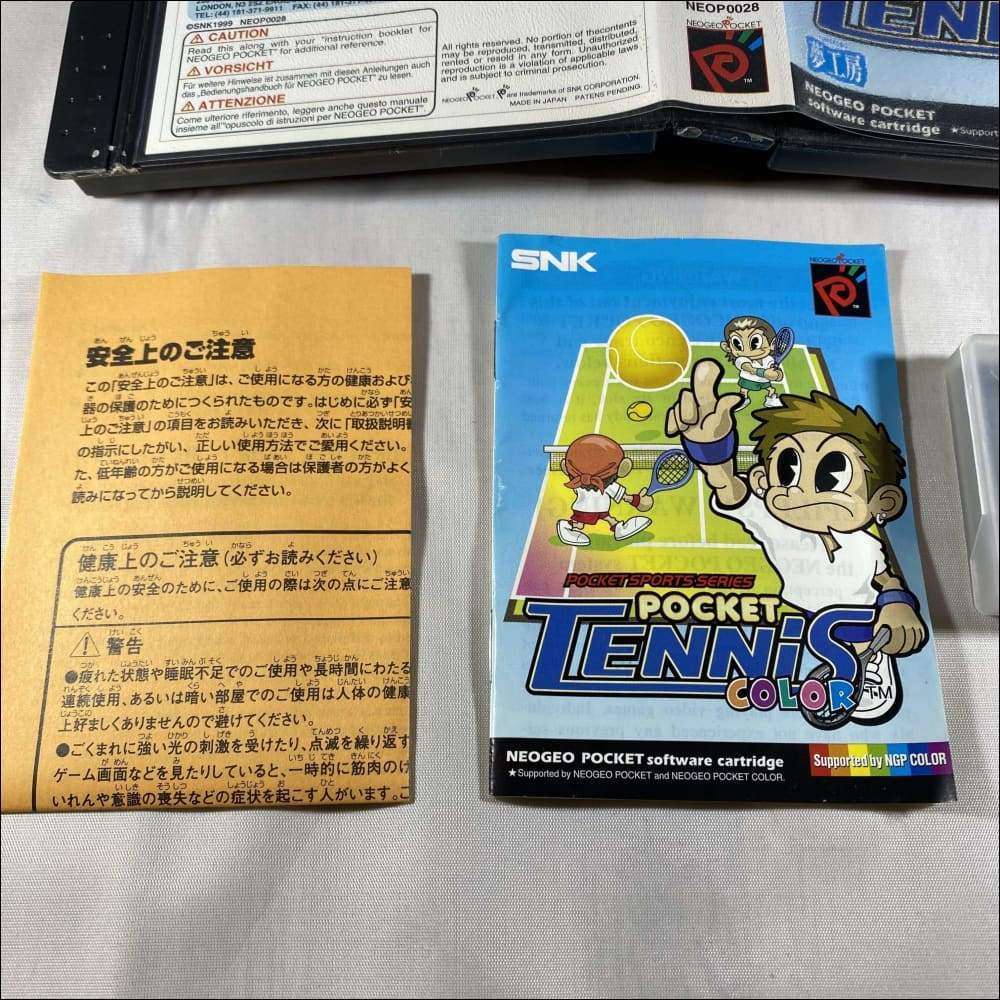 LONDON, N3 2SZ
TEL: (44) 181-371-9911 FAX: (44) 181-371
©SNK1999 NEOP0028
CAUTION
Read this along with your "instruction booklet for
NEOGEO POCKET" for additional reference.
VORSICHT
Für weitere Hinweise ist zusammen mit diesen Anleitungen auch
das „Bedienungshandbuch für NEOGEO POCKET" zu lesen.
ATTENZIONE
Come ulteriore riferimento, leggere anche questo manuale
insieme all'"opuscolo di istruzioni per NEOGEO POCKET".
All rights reserved. No portion of thecontents
may be reproduced, transmitted, distributed,
rented or resold in any form. Unauthorized
reproduction is a violation of applicable laws
and is subject to criminal prosecution.
NEOGEO POCKET are trademarks of SNK CORPORATION.
MADE IN JAPAN PATENS PENDING.
NEOP0028
NEOGEO POCKET
TM
TENN
夢工房
NEOGEO POCKET
software cartridge ★Support
安全上のご注意
この「安全上のご注意」は、ご使用になる方の健康および
器の保護のためにつくられたものです。はじめに必ず「安
上のご注意」の項目をお読みいただき、次に「取扱説明書
の指示にしたがい、正しい使用方法でご愛用ください。
た、低年齢の方がご使用になる場合は保護者の方がよく
読みになってから説明してください。
健康上のご注意(必ずお読みください)
健康上の安全のために、ご使用の際は次の点にご注意
ください。
警告
●疲れた状態や睡眠不足でのご使用や長時間にわたる
連続使用、あるいは暗い部屋でのご使用は人体の健康
上好ましくありませんので避けてください。
●ごくまれに強い光の刺激を受けたり、点滅を繰り返す
ゲーム画面などを見たりしていると、一時的に筋肉のけ
いれんや意識の喪失などの症状を起こす人がいます。こ
SNK
NEOGEO POCKET
POCKET SPORTS SERIES
POCKET
TENNiS
COLOR
TM
NEOGEO POCKET software cartridge
★Supported by NEOGEO POCKET and NEOGEO POCKET COLOR.
Supported by NGP COLOR